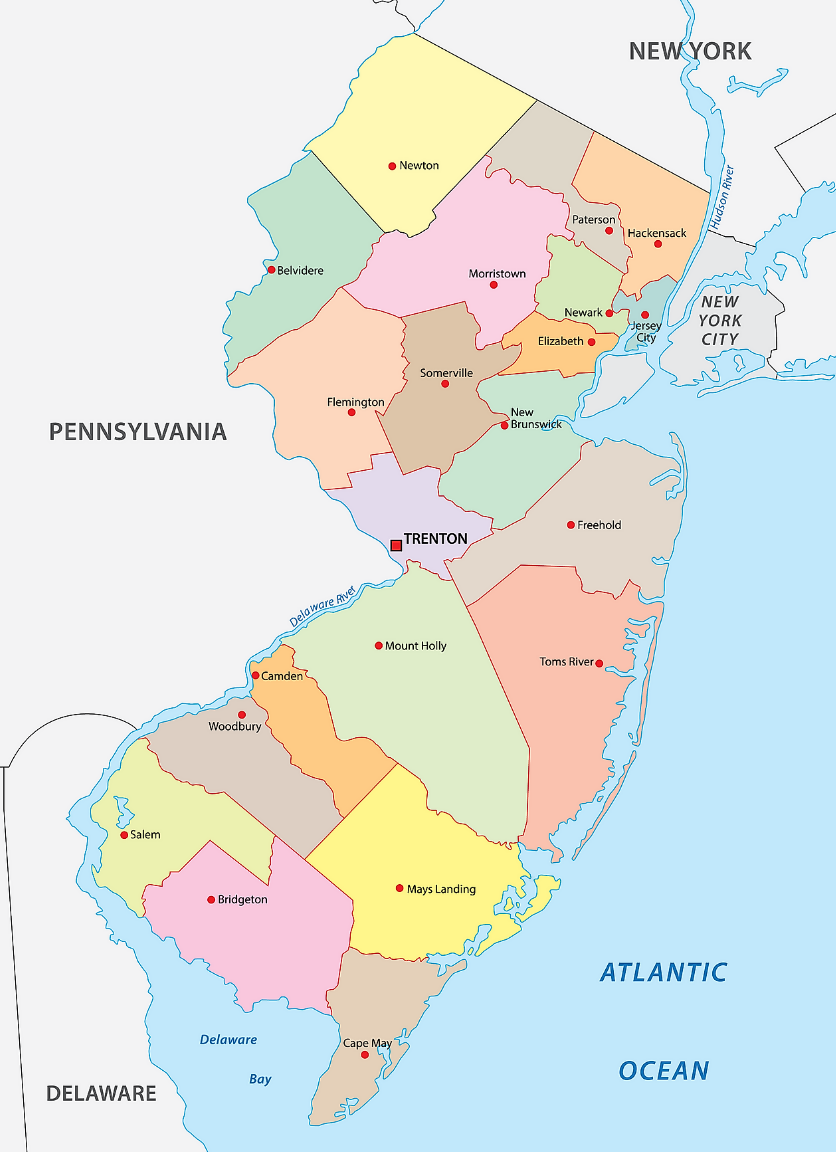 NEW YORK
Newton
Hudson River
Paterson
Hackensack
Belvidere
Morristown
NEW
YORK
CITY
Newark
Jersey
City
Elizabeth
Somerville
Flemington
New
Brunswick
PENNSYLVANIA
Freehold
TRENTON
Delaware River
Mount Holly
Toms River
Camden
Woodbury
Salem
Mays Landing
Bridgeton
ATLANTIC
OCEAN
Delaware
Bay
Cape May
DELAWARE